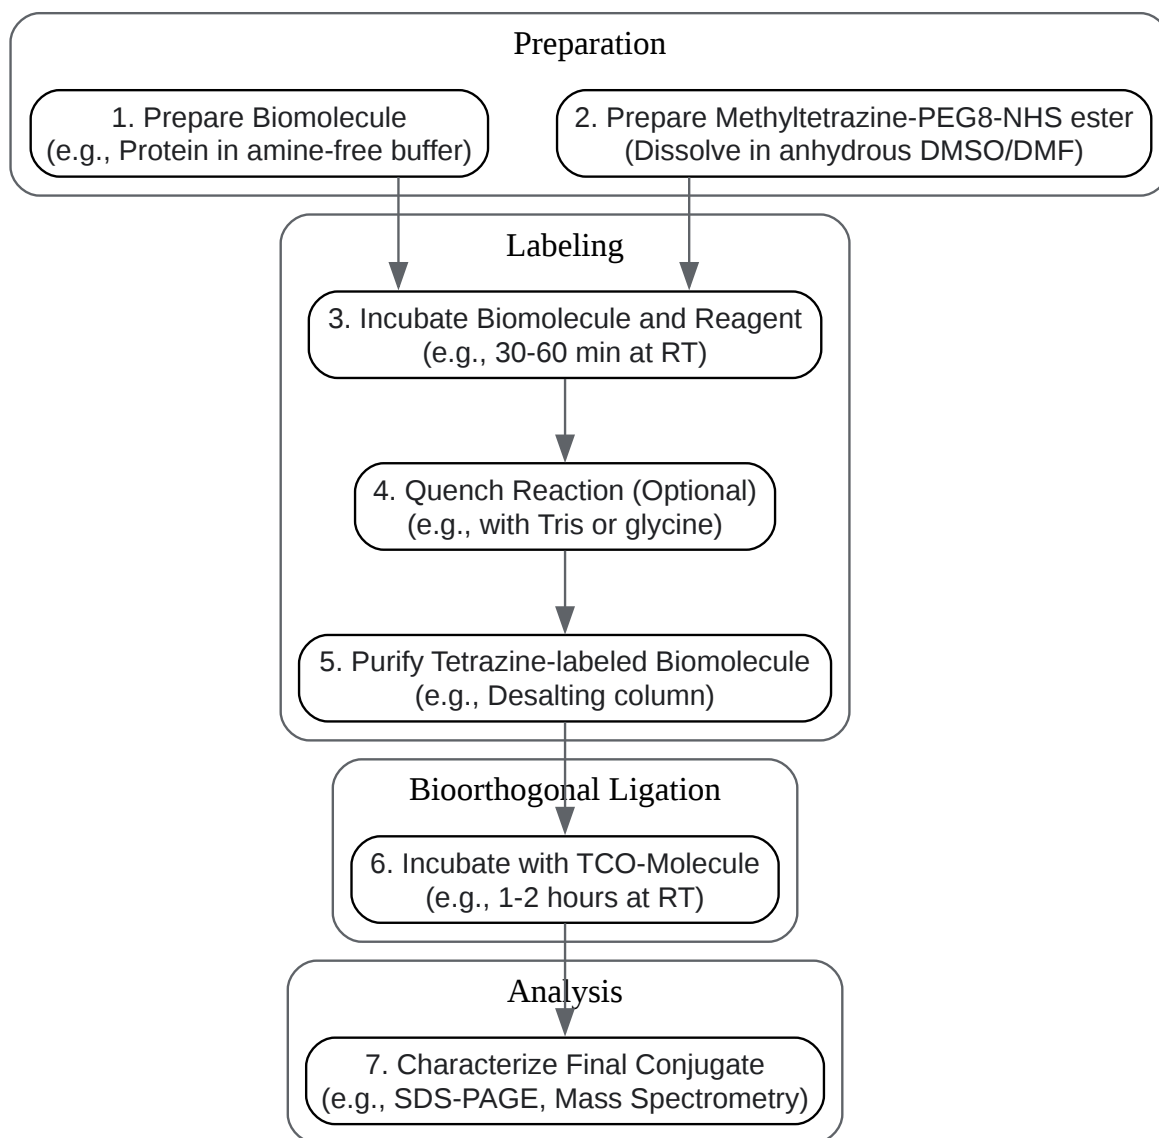 Preparation
1. Prepare Biomolecule
(e.g., Protein in amine-free buffer)
2. Prepare Methyltetrazine-PEG8-NHS ester
(Dissolve in anhydrous DMSO/DMF)
Labeling
3. Incubate Biomolecule and Reagent
(e.g., 30-60 min at RT)
4. Quench Reaction (Optional)
(e.g., with Tris or glycine)
5. Purify Tetrazine-labeled Biomolecule
(e.g., Desalting column)
Bioorthogonal Ligation
6. Incubate with TCO-Molecule
(e.g., 1-2 hours at RT)
Analysis
7. Characterize Final Conjugate
(e.g., SDS-PAGE, Mass Spectrometry)